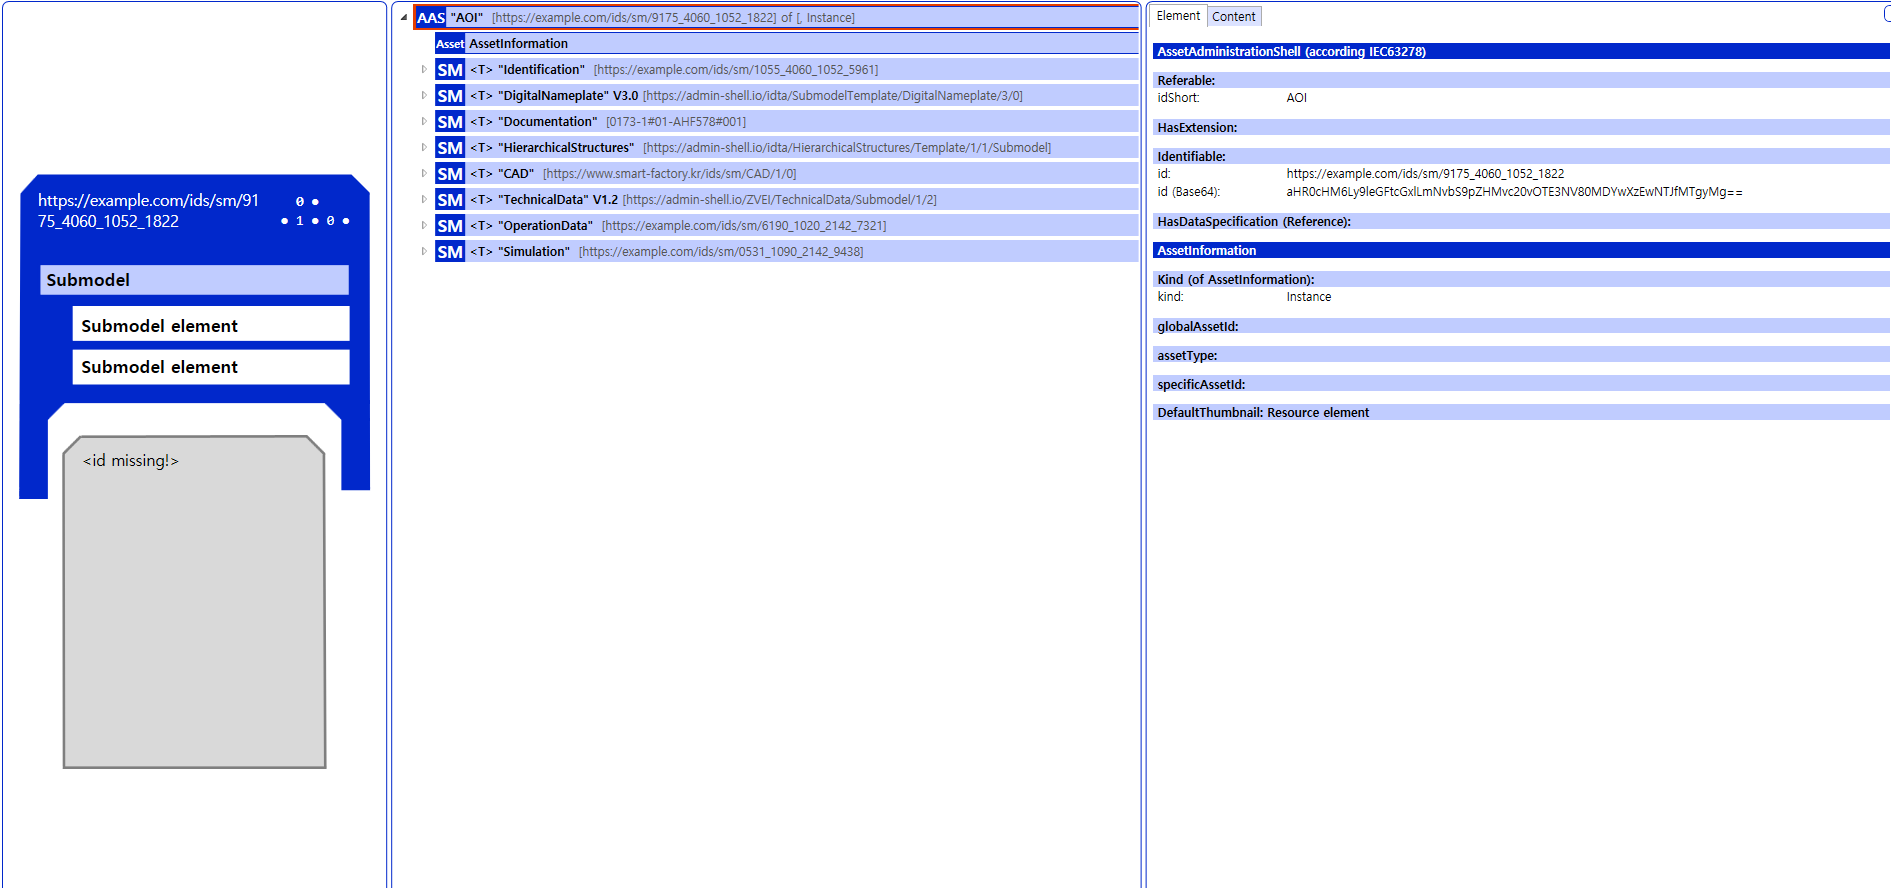 https://example.com/ids/sm/91
75_4060_1052_1822
0 ●
● 1 ● 0 ●
Submodel
Submodel element
Submodel element
<id missing!>
AAS "AOI" [https://example.com/ids/sm/9175_4060_1052_1822] of [, Instance]
Asset AssetInformation
SM <T> "Identification" [https://example.com/ids/sm/1055_4060_1052_5961]
SM <T> "DigitalNameplate" V3.0 [https://admin-shell.io/idta/SubmodelTemplate/DigitalNameplate/3/0]
SM <T> "Documentation" [0173-1#01-AHF578#001]
SM <T> "HierarchicalStructures" [https://admin-shell.io/idta/HierarchicalStructures/Template/1/1/Submodel]
SM <T> "CAD" [https://www.smart-factory.kr/ids/sm/CAD/1/0]
SM <T> "TechnicalData" V1.2 [https://admin-shell.io/ZVEI/TechnicalData/Submodel/1/2]
SM <T> "OperationData" [https://example.com/ids/sm/6190_1020_2142_7321]
SM <T> "Simulation" [https://example.com/ids/sm/0531_1090_2142_9438]
Element Content
AssetAdministrationShell (according IEC63278)
Referable:
idShort: AOI
HasExtension:
Identifiable:
id: https://example.com/ids/sm/9175_4060_1052_1822
id (Base64): aHR0cHM6Ly9leGFtcGxlLmNvbS9pZHMvc20vOTE3NV80MDYwXzEwNTJfMTgyMg==
HasDataSpecification (Reference):
AssetInformation
Kind (of AssetInformation):
kind: Instance
globalAssetId:
assetType:
specificAssetId:
DefaultThumbnail: Resource element